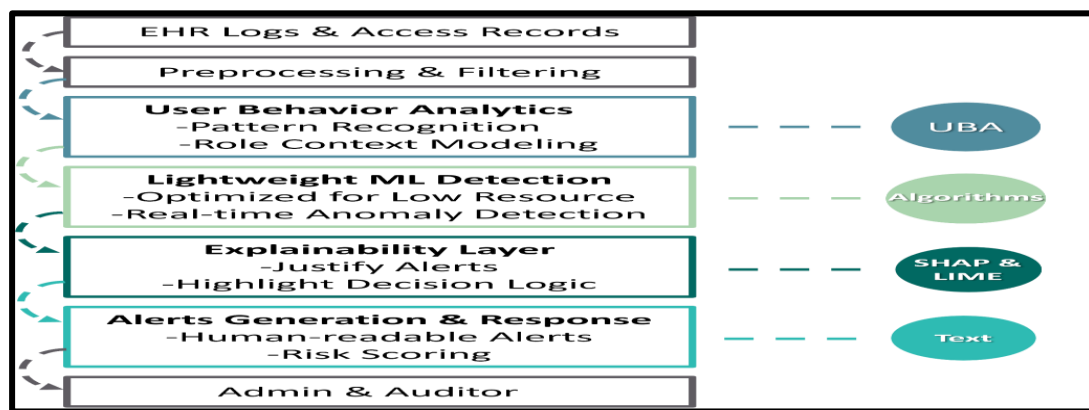 EHR Logs & Access Records
Preprocessing & Filtering
User Behavior Analytics
-Pattern Recognition
-Role Context Modeling
UBA
Lightweight ML Detection
-Optimized for Low Resource
-Real-time Anomaly Detection
Algorithms
Explainability Layer
-Justify Alerts
-Highlight Decision Logic
SHAP &
LIME
Alerts Generation & Response
-Human-readable Alerts
-Risk Scoring
Text
Admin & Auditor